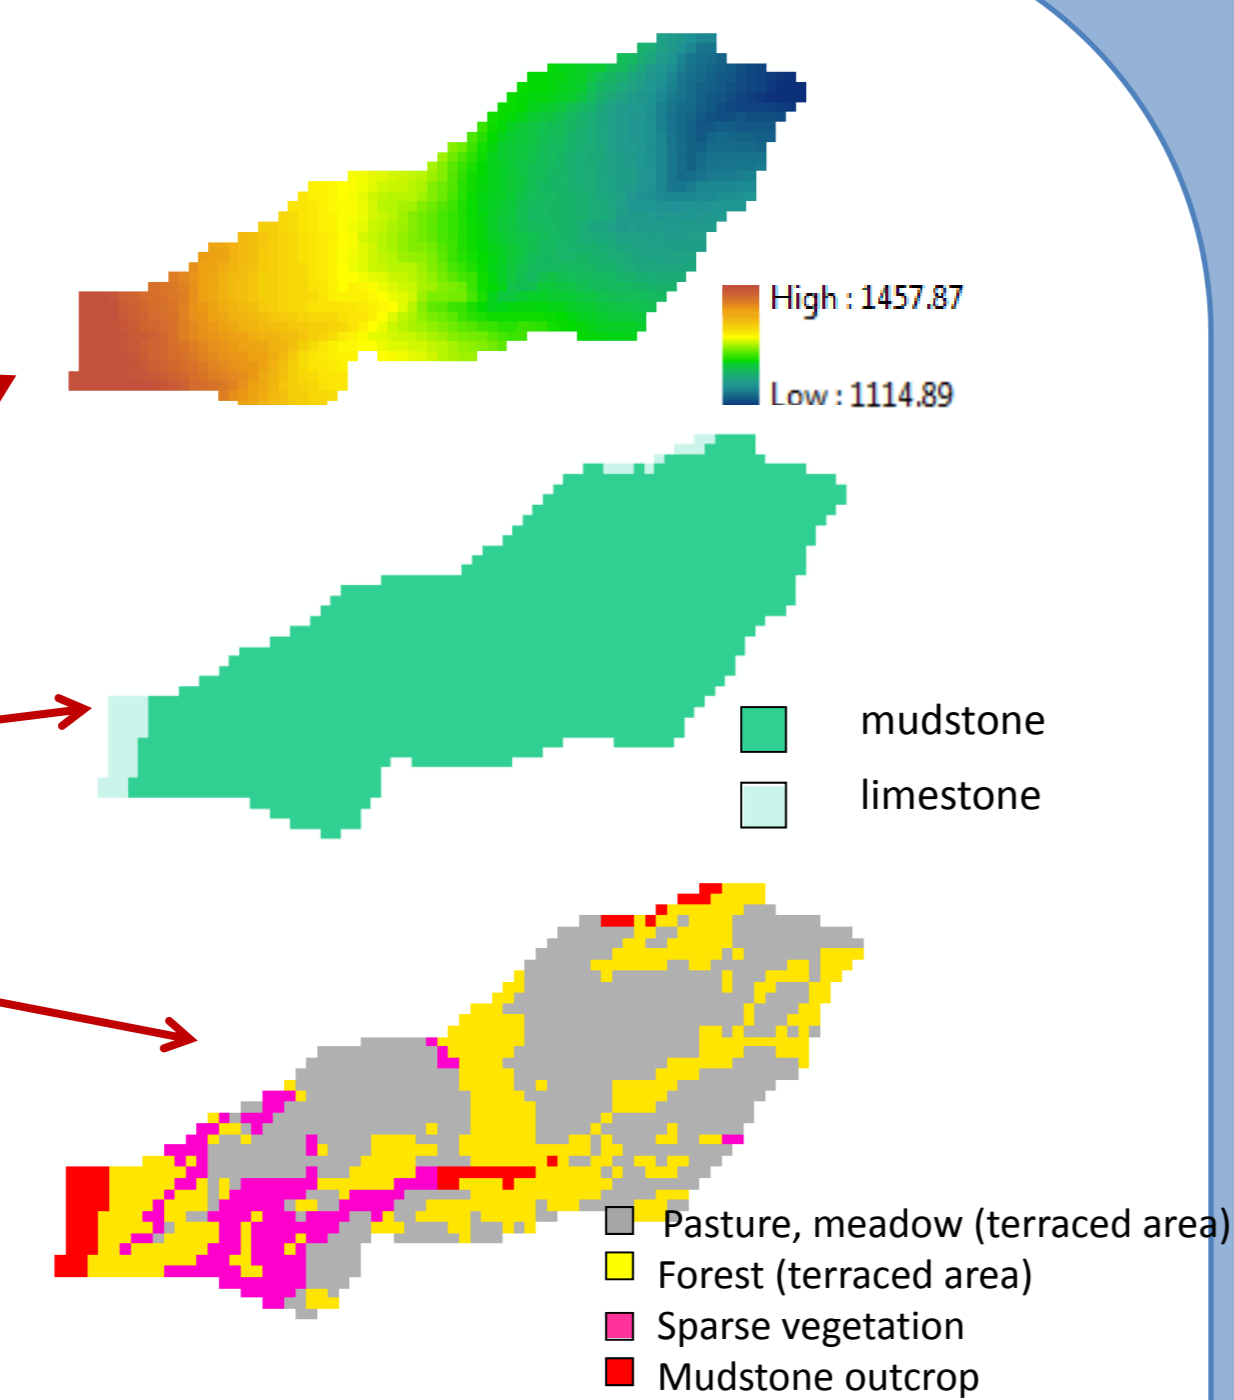 High : 1457.87
Low : 1114.89
mudstone
limestone
Pasture, meadow (terraced area)
Forest (terraced area)
Sparse vegetation
Mudstone outcrop